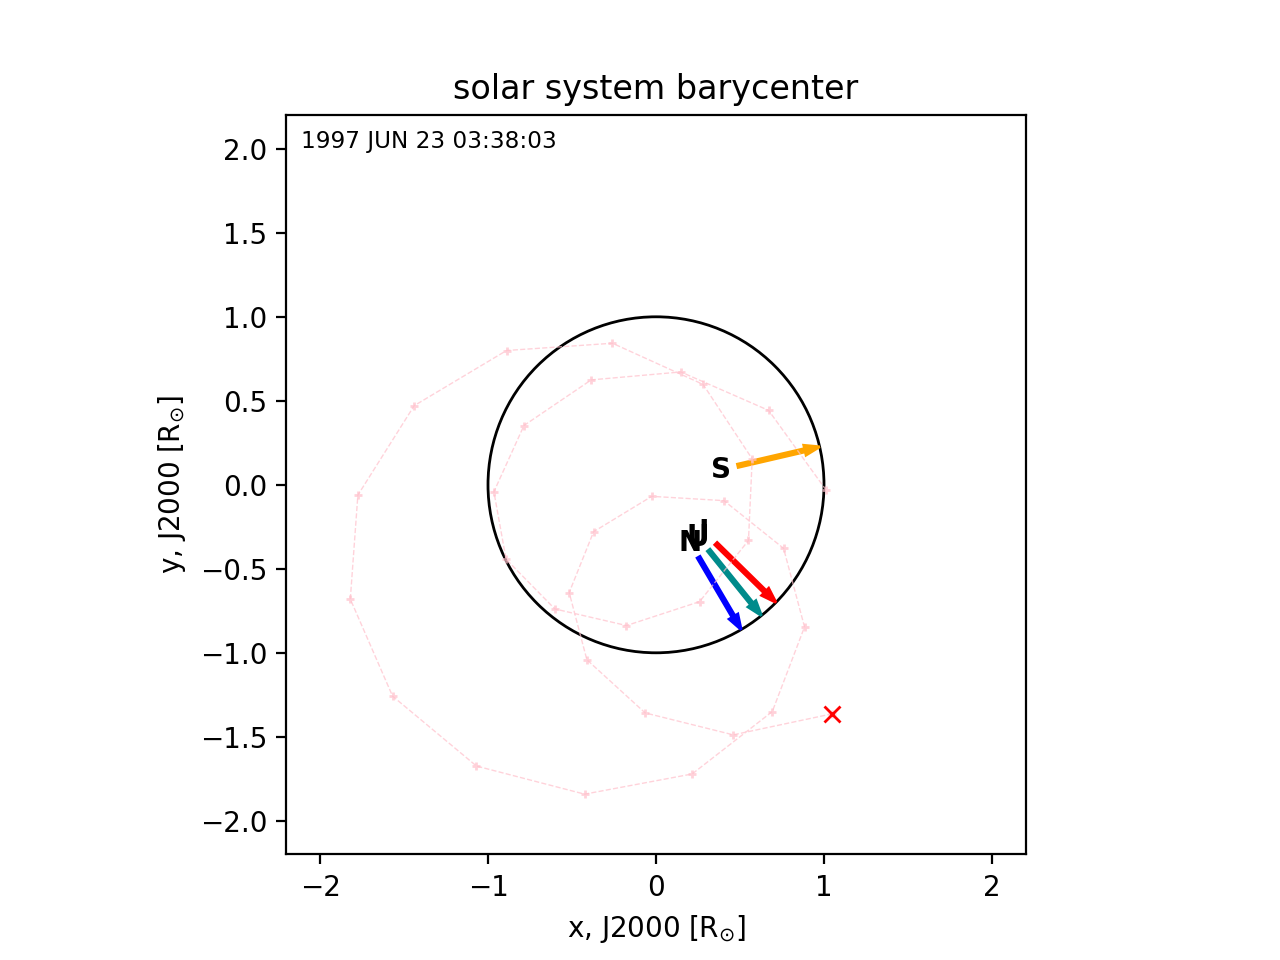 solar system barycenter
1997 JUN 23 03:38:03
2.0
1.5
1.0
0.5
0.0
−0.5
−1.0
−1.5
−2.0
y, J2000 [R☉]
S
J
U
N
−2
−1
0
1
2
x, J2000 [R☉]